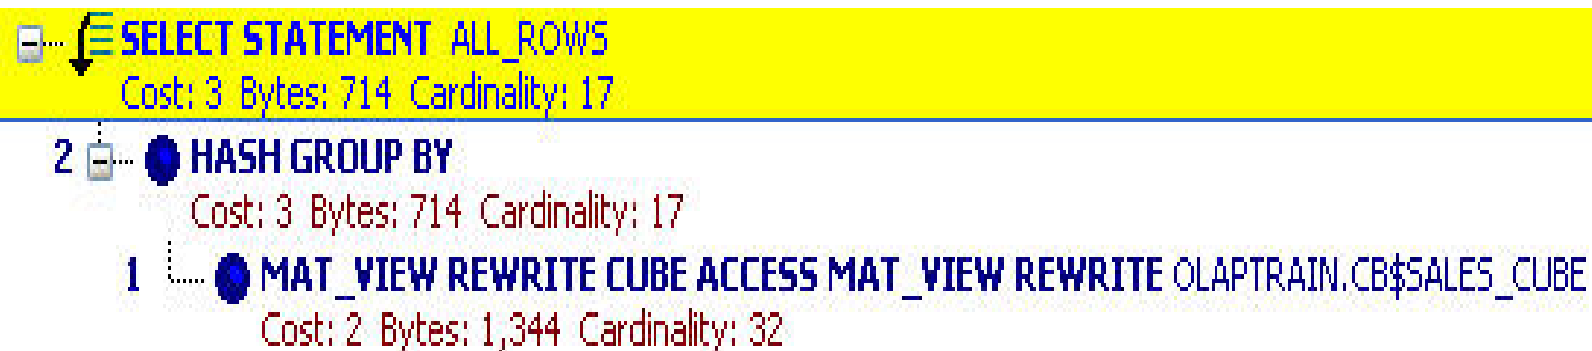 SELECT STATEMENT ALL_ROWS
Cost: 3 Bytes: 714 Cardinality: 17
2 HASH GROUP BY
Cost: 3 Bytes: 714 Cardinality: 17
1 MAT_VIEW REWRITE CUBE ACCESS MAT_VIEW REWRITE OLAPTRAIN.CB$SALES_CUBE
Cost: 2 Bytes: 1,344 Cardinality: 32